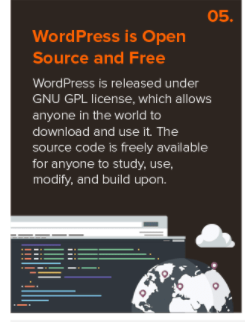 05.
WordPress is Open
Source and Free
WordPress is released under
GNU GPL license, which allows
anyone in the world to
download and use it. The
source code is freely available
for anyone to study, use,
modify, and build upon.